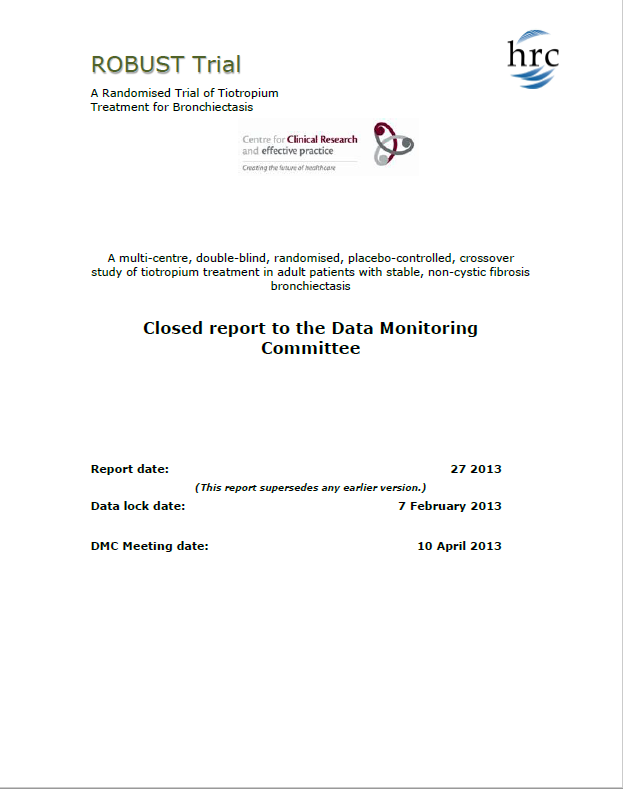 ROBUST Trial
hrc
A Randomised Trial of Tiotropium
Treatment for Bronchiectasis
Centre for Clinical Research
and effective practice
Creating the future of healthcare
A multi-centre, double-blind, randomised, placebo-controlled, crossover
study of tiotropium treatment in adult patients with stable, non-cystic fibrosis
bronchiectasis
Closed report to the Data Monitoring
Committee
Report date: 27 2013
(This report supersedes any earlier version.)
Data lock date: 7 February 2013
DMC Meeting date: 10 April 2013